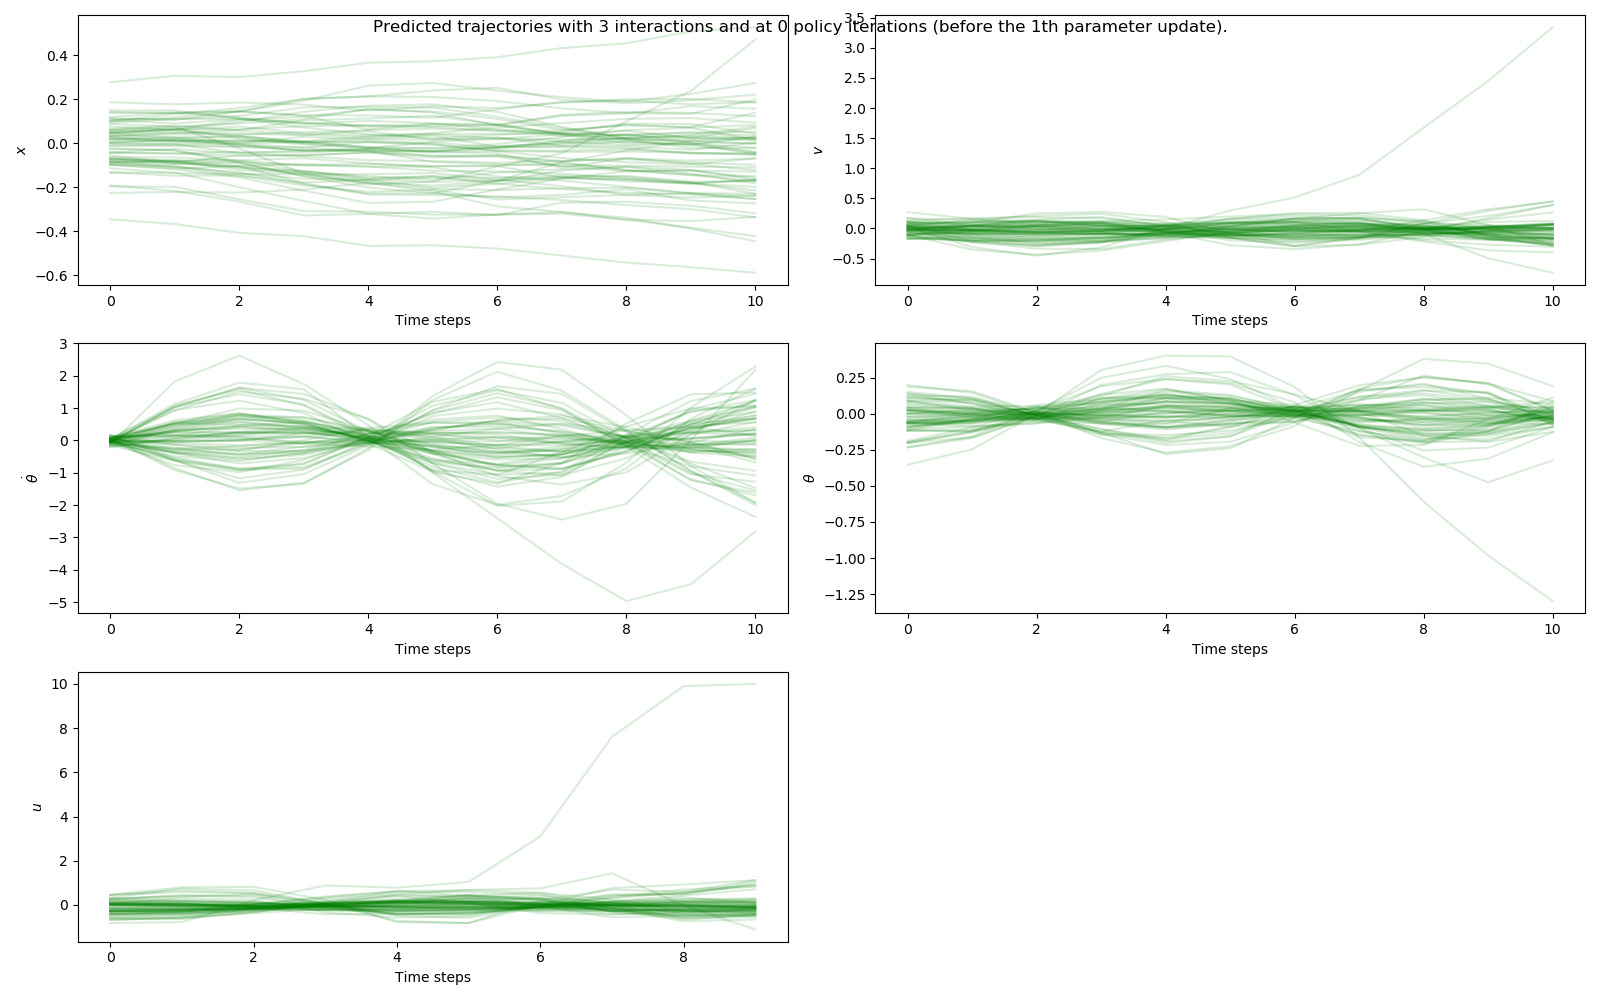 Predicted trajectories with 3 interactions and at 0 policy iterations (before the 1th parameter update).
0.4
0.2
0.0
−0.2
−0.4
−0.6
x
0 2 4 6 8 10
Time steps
3.5
3.0
2.5
2.0
1.5
1.0
0.5
0.0
−0.5
v
0 2 4 6 8 10
Time steps
3
2
1
0
−1
−2
−3
−4
−5
θ̇
0 2 4 6 8 10
Time steps
0.25
0.00
−0.25
−0.50
−0.75
−1.00
−1.25
θ
0 2 4 6 8 10
Time steps
10
8
6
4
2
0
u
0 2 4 6 8
Time steps